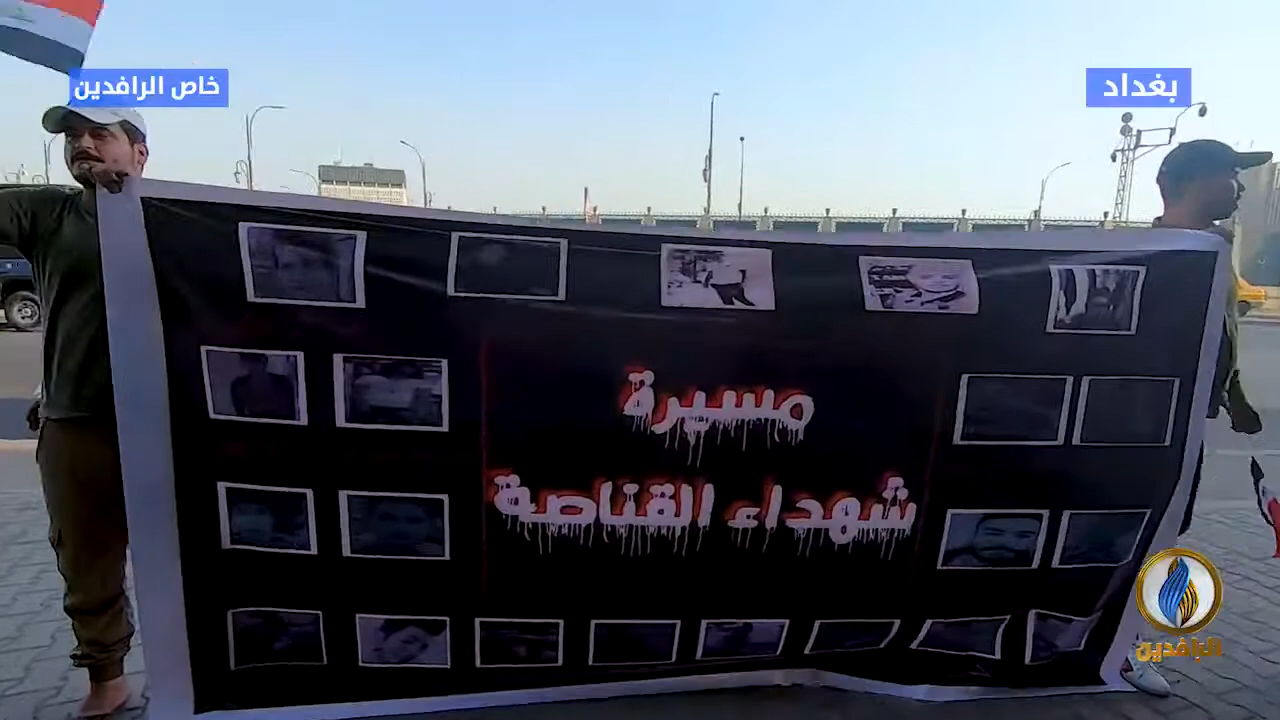 خاص الرافدين
بغداد
مسيرة
شهداء القناصة
الرافدين